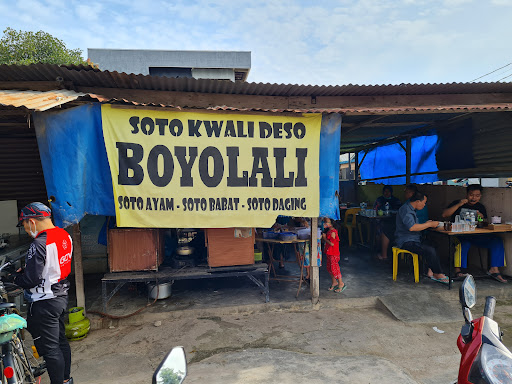 SOTO KWALI DESO
BOYOLALI
SOTO AYAM - SOTO BABAT - SOTO DAGING